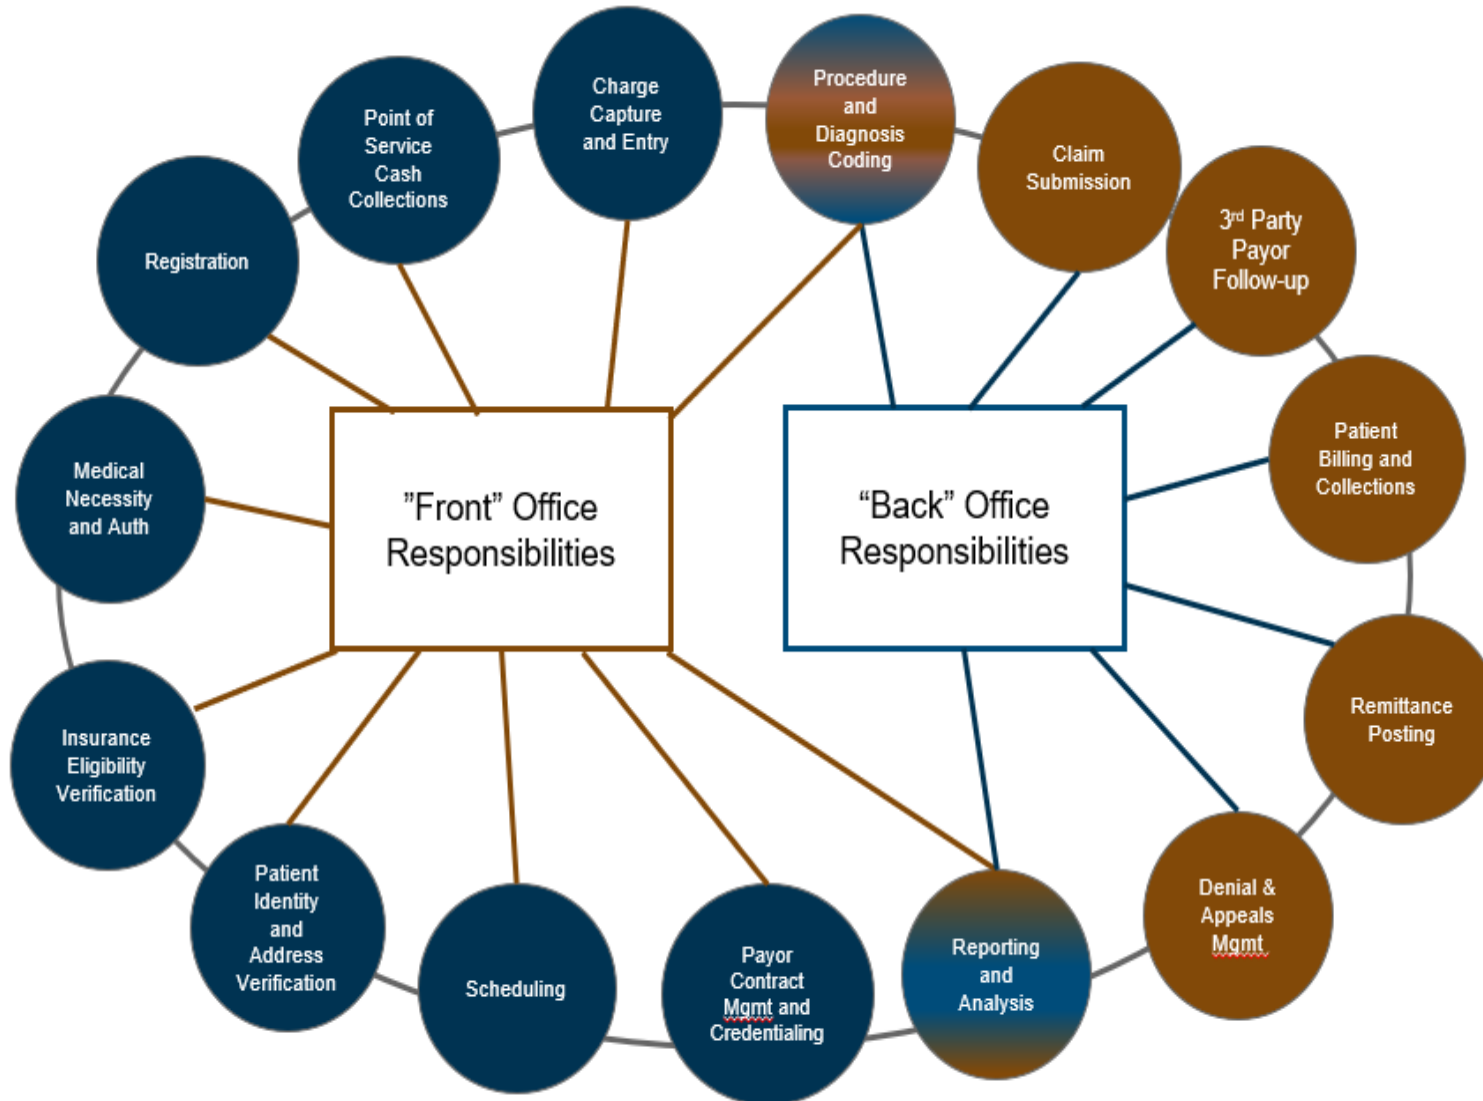 Charge
Capture
and Entry
Procedure
and
Diagnosis
Coding
Claim
Submission
3rd Party
Payor
Follow-up
Patient
Billing and
Collections
Remittance
Posting
Denial &
Appeals
Mgmt
Reporting
and
Analysis
Payor
Contract
Mgmt and
Credentialing
Scheduling
Patient
Identity
and
Address
Verification
Insurance
Eligibility
Verification
Medical
Necessity
and Auth
Registration
Point of
Service
Cash
Collections
”Front” Office
Responsibilities
“Back” Office
Responsibilities